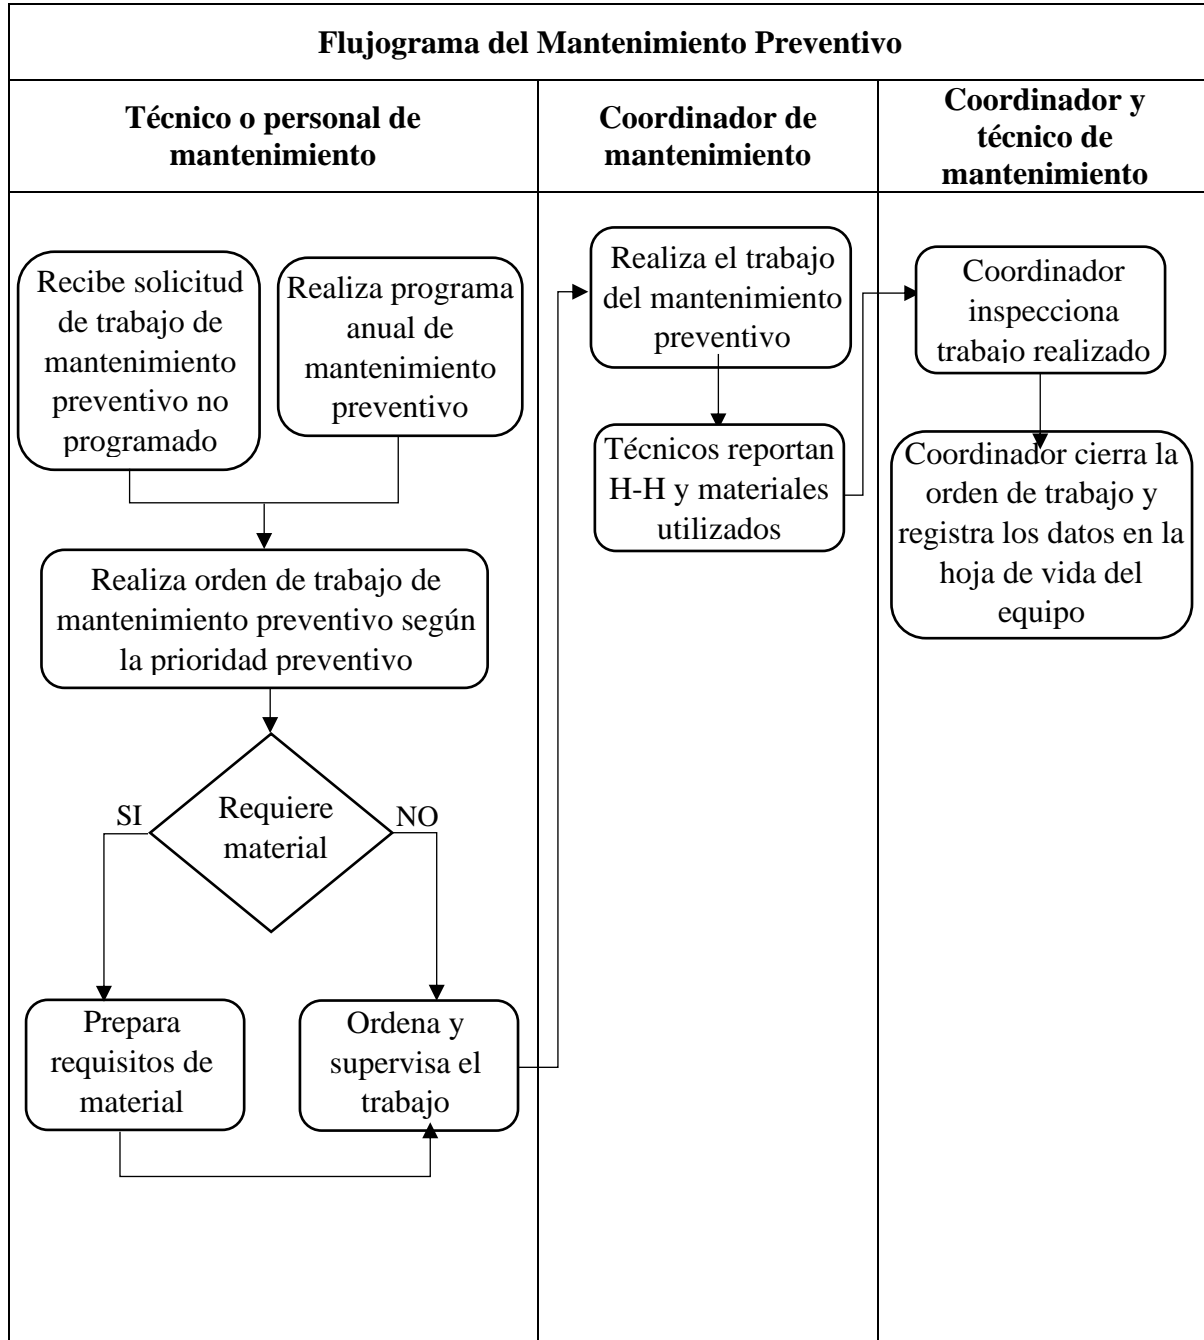 Flujograma del Mantenimiento Preventivo
Técnico o personal de
mantenimiento
Coordinador de
mantenimiento
Coordinador y
técnico de
mantenimiento
Recibe solicitud
de trabajo de
mantenimiento
preventivo no
programado
Realiza programa
anual de
mantenimiento
preventivo
Realiza orden de trabajo de
mantenimiento preventivo según
la prioridad preventivo
Requiere
material
SI
NO
Prepara
requisitos de
material
Ordena y
supervisa el
trabajo
Realiza el trabajo
del mantenimiento
preventivo
Técnicos reportan
H-H y materiales
utilizados
Coordinador
inspecciona
trabajo realizado
Coordinador cierra la
orden de trabajo y
registra los datos en la
hoja de vida del
equipo